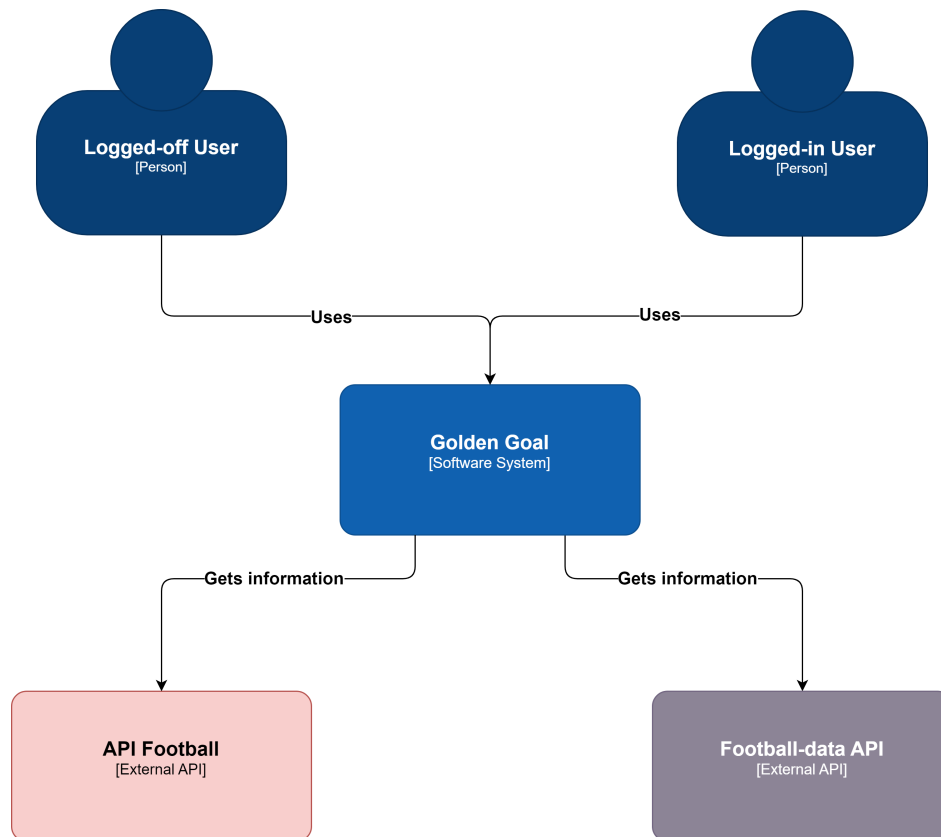 Logged-off User
[Person]
Logged-in User
[Person]
Uses
Uses
Golden Goal
[Software System]
Gets information
Gets information
API Football
[External API]
Football-data API
[External API]